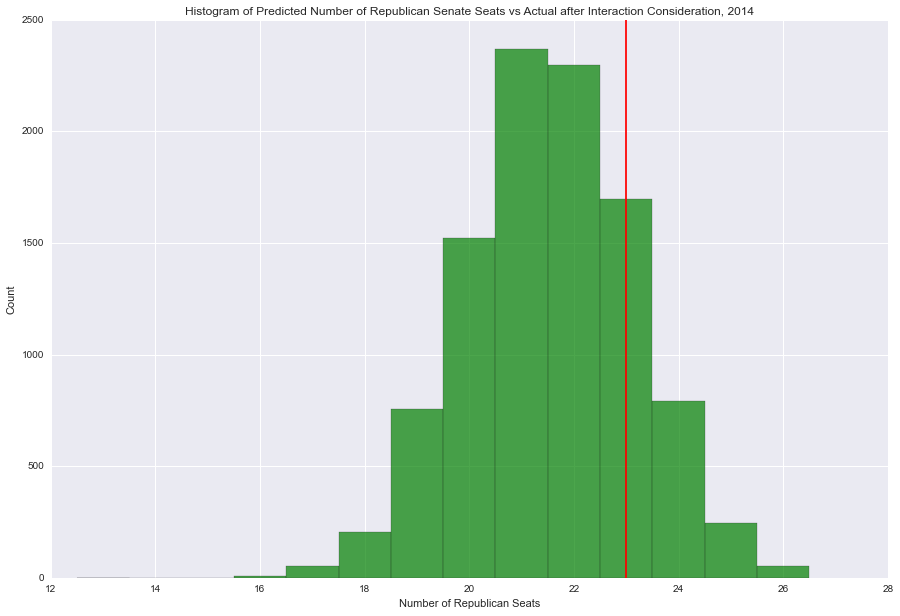 Histogram of Predicted Number of Republican Senate Seats vs Actual after Interaction Consideration, 2014
2500
2000
1500
1000
500
0
Count
12 14 16 18 20 22 24 26 28
Number of Republican Seats